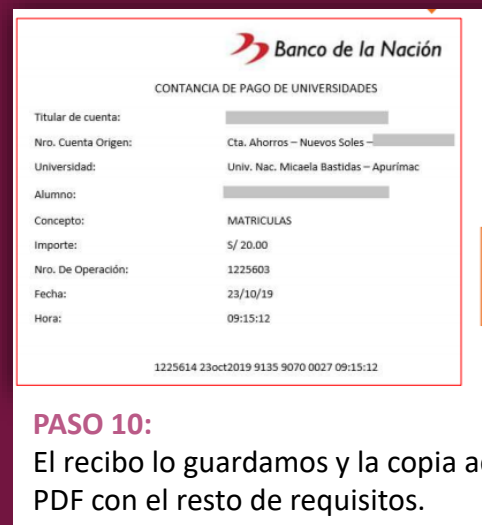 Banco de la Nación
CONTANCIA DE PAGO DE UNIVERSIDADES
Titular de cuenta:
Nro. Cuenta Origen: Cta. Ahorros – Nuevos Soles –
Universidad: Univ. Nac. Micaela Bastidas – Apurímac
Alumno:
Concepto: MATRICULAS
Importe: S/ 20.00
Nro. De Operación: 1225603
Fecha: 23/10/19
Hora: 09:15:12
1225614 23oct2019 9135 9070 0027 09:15:12
PASO 10:
El recibo lo guardamos y la copia
PDF con el resto de requisitos.